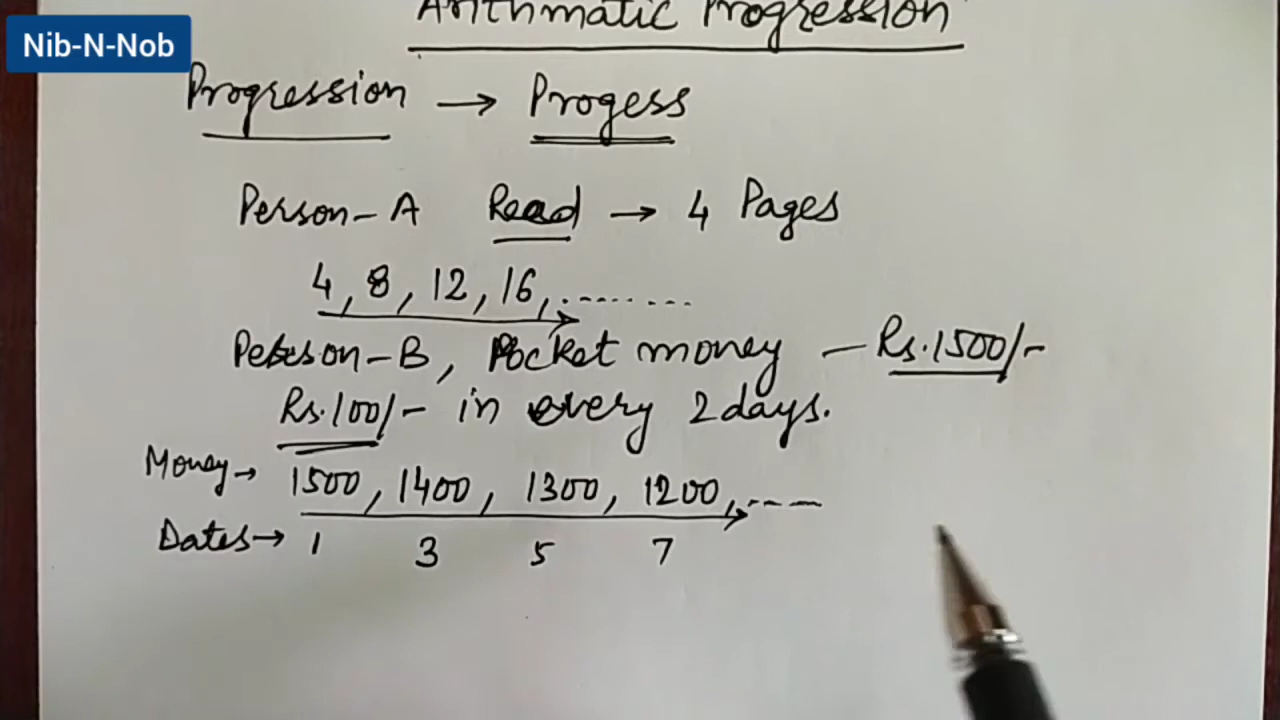 Arithmatic Progression
Nib-N-Nob
Progression → Progess
Person-A Read → 4 Pages
4, 8, 12, 16, ........
Person-B, Pocket money - Rs.1500/-
Rs.100/- in every 2 days.
Money→ 1500, 1400, 1300, 1200, ----
Dates→ 1 3 5 7